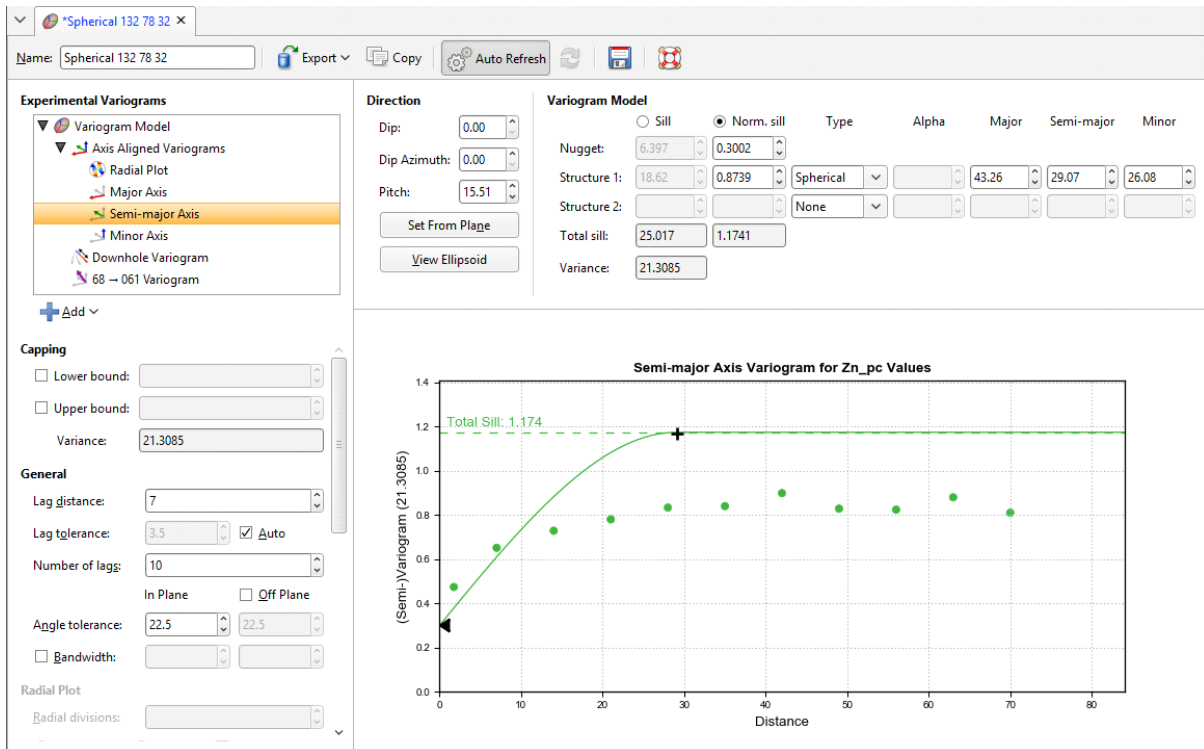 *Spherical 132 78 32
Name: Spherical 132 78 32 Export Copy Auto Refresh
Experimental Variograms
Variogram Model
Axis Aligned Variograms
Radial Plot
Major Axis
Semi-major Axis
Minor Axis
Downhole Variogram
68 → 061 Variogram
Add
Capping
Lower bound:
Upper bound:
Variance: 21.3085
General
Lag distance: 7
Lag tolerance: 3.5 Auto
Number of lags: 10
In Plane Off Plane
Angle tolerance: 22.5 22.5
Bandwidth:
Radial Plot
Radial divisions:
Direction
Dip: 0.00
Dip Azimuth: 0.00
Pitch: 15.51
Set From Plane
View Ellipsoid
Variogram Model
Sill Norm. sill Type Alpha Major Semi-major Minor
Nugget: 6.397 0.3002
Structure 1: 18.62 0.8739 Spherical 43.26 29.07 26.08
Structure 2: None
Total sill: 25.017 1.1741
Variance: 21.3085
Semi-major Axis Variogram for Zn_pc Values
(Semi-)Variogram (21.3085)
1.4
Total Sill: 1.174
1.2
1.0
0.8
0.6
0.4
0.2
0.0
0 10 20 30 40 50 60 70 80
Distance